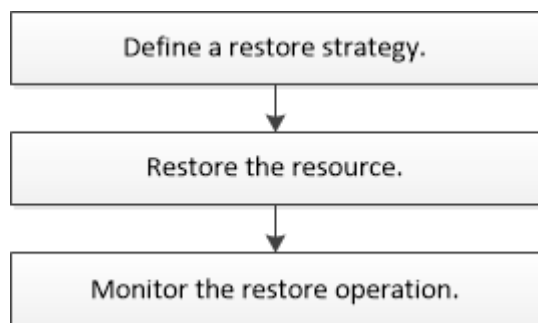 Define a restore strategy.
Restore the resource.
Monitor the restore operation.